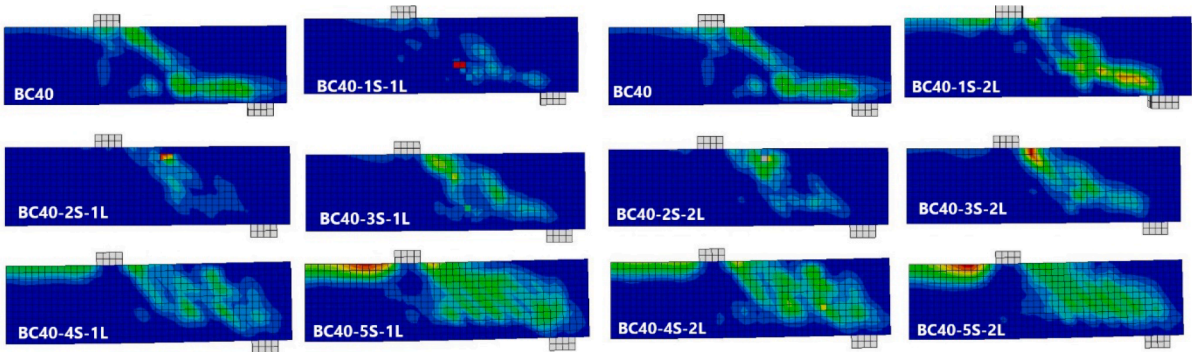 BC40
BC40-1S-1L
BC40
BC40-1S-2L
BC40-2S-1L
BC40-3S-1L
BC40-2S-2L
BC40-3S-2L
BC40-4S-1L
BC40-5S-1L
BC40-4S-2L
BC40-5S-2L